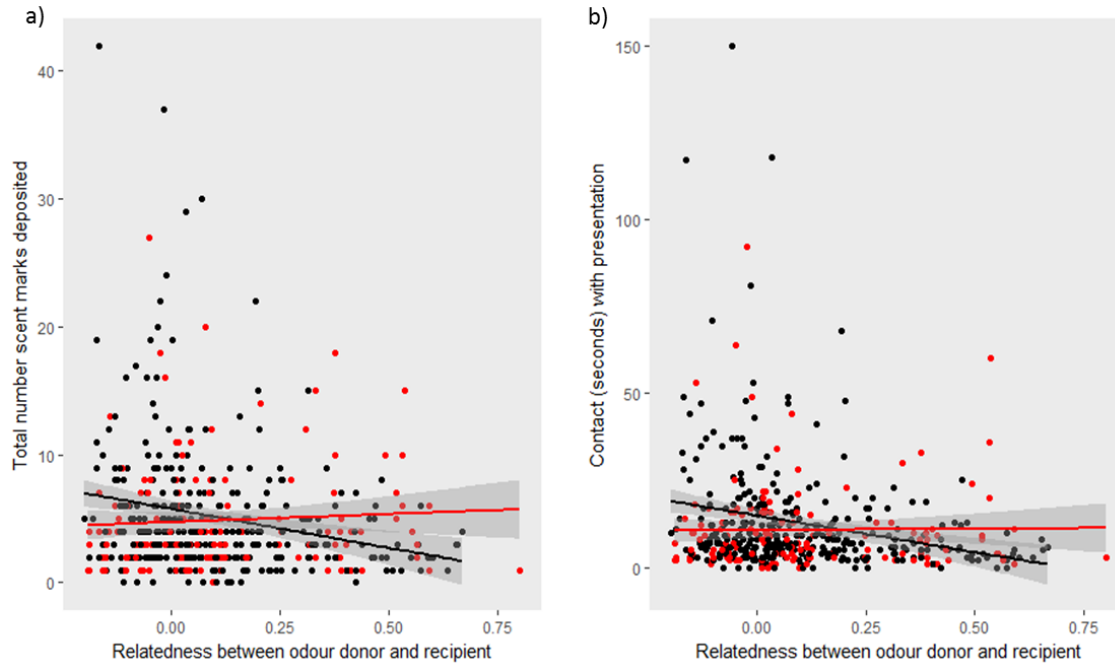 a)
Total number scent marks deposited
40
30
20
10
0
0.00 0.25 0.50 0.75
Relatedness between odour donor and recipient
b)
Contact (seconds) with presentation
150
100
50
0
0.00 0.25 0.50 0.75
Relatedness between odour donor and recipient